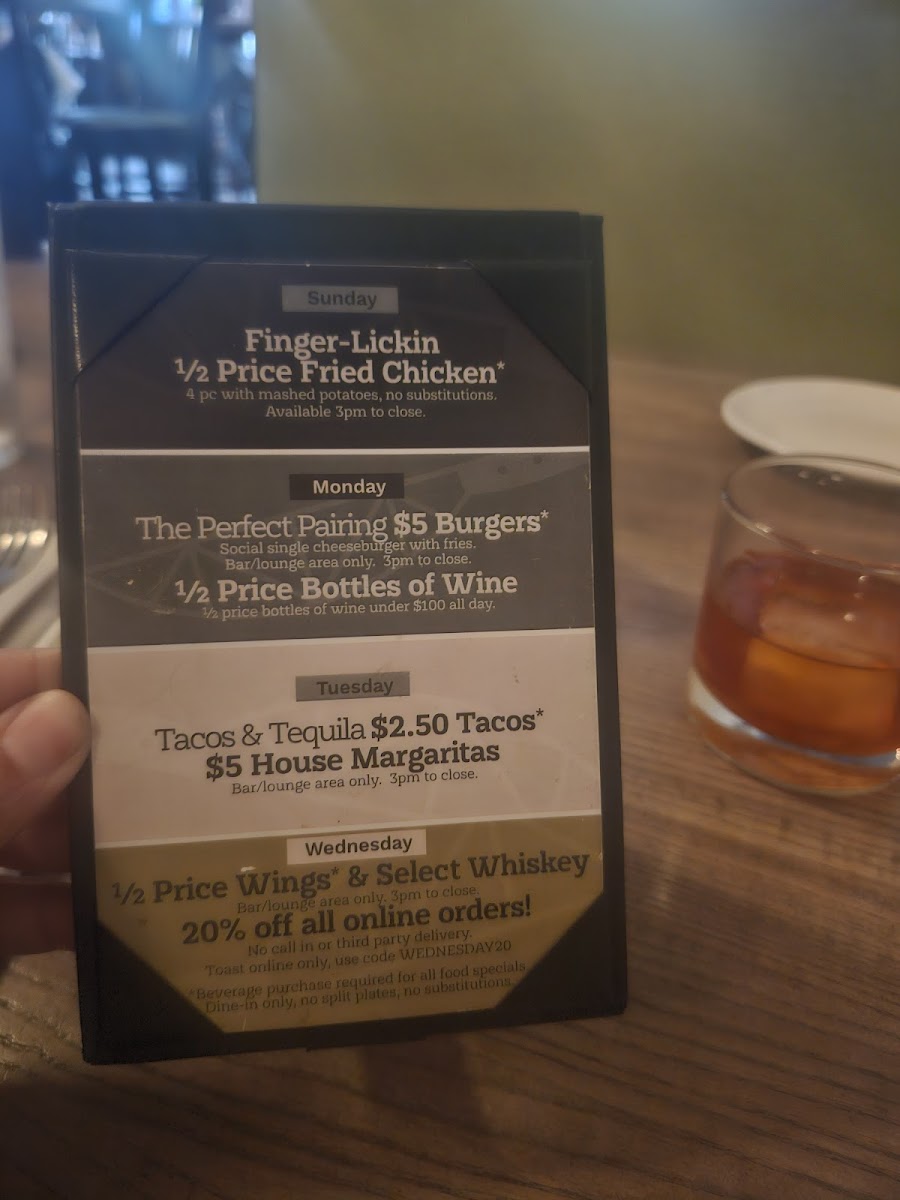 Sunday
Finger-Lickin
½ Price Fried Chicken*
4 pc with mashed potatoes, no substitutions.
Available 3pm to close.
Monday
The Perfect Pairing $5 Burgers*
Social single cheeseburger with fries.
Bar/lounge area only. 3pm to close.
½ Price Bottles of Wine
½ price bottles of wine under $100 all day.
Tuesday
Tacos & Tequila $2.50 Tacos*
$5 House Margaritas
Bar/lounge area only. 3pm to close.
Wednesday
½ Price Wings* & Select Whiskey
Bar/lounge area only. 3pm to close.
20% off all online orders!
No call in or third party delivery.
Toast online only, use code WEDNESDAY20
*Beverage purchase required for all food specials
Dine-in only, no split plates, no substitutions.